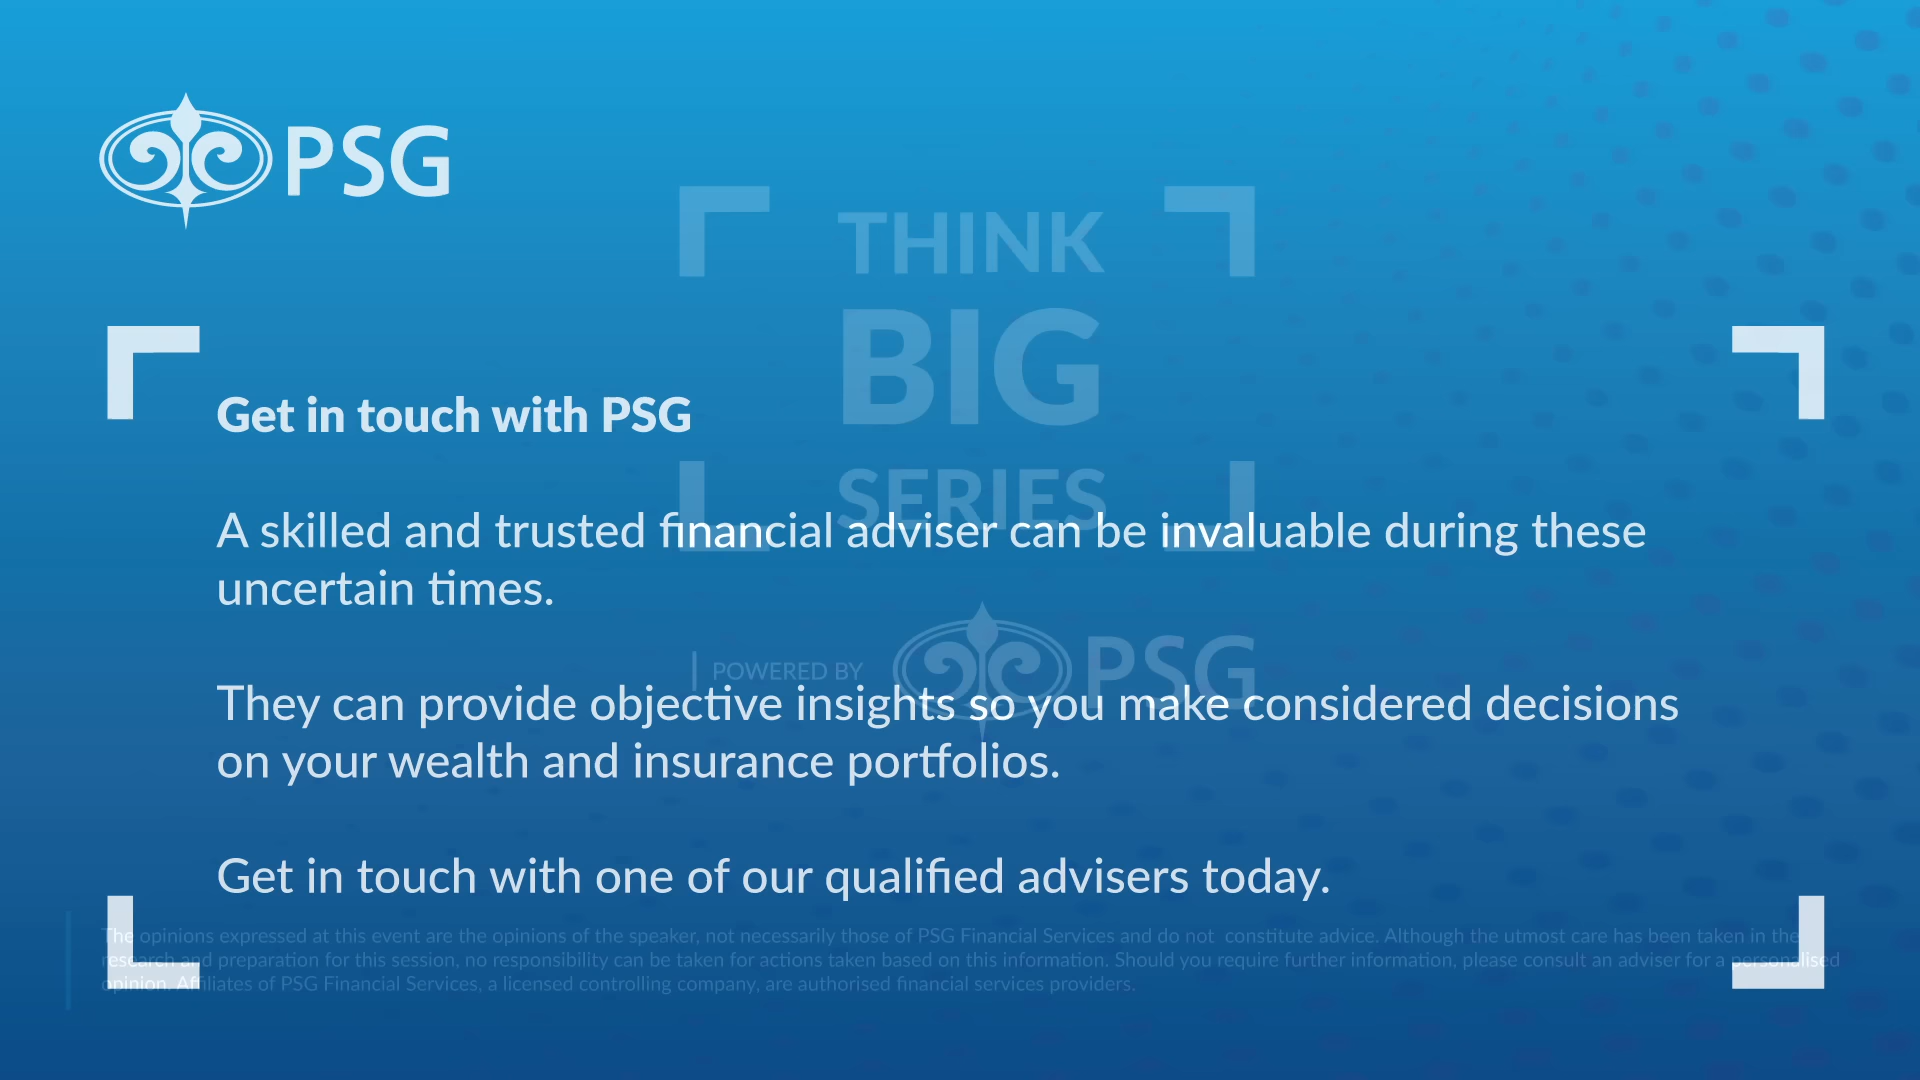 PSG
THINK
BIG
SERIES
Get in touch with PSG
A skilled and trusted financial adviser can be invaluable during these
uncertain times.
POWERED BY PSG
They can provide objective insights so you make considered decisions
on your wealth and insurance portfolios.
Get in touch with one of our qualified advisers today.
The opinions expressed at this event are the opinions of the speaker, not necessarily those of PSG Financial Services and do not constitute advice. Although the utmost care has been taken in the
research and preparation for this session, no responsibility can be taken for actions taken based on this information. Should you require further information, please consult an adviser for a personalised
opinion. Affiliates of PSG Financial Services, a licensed controlling company, are authorised financial services providers.